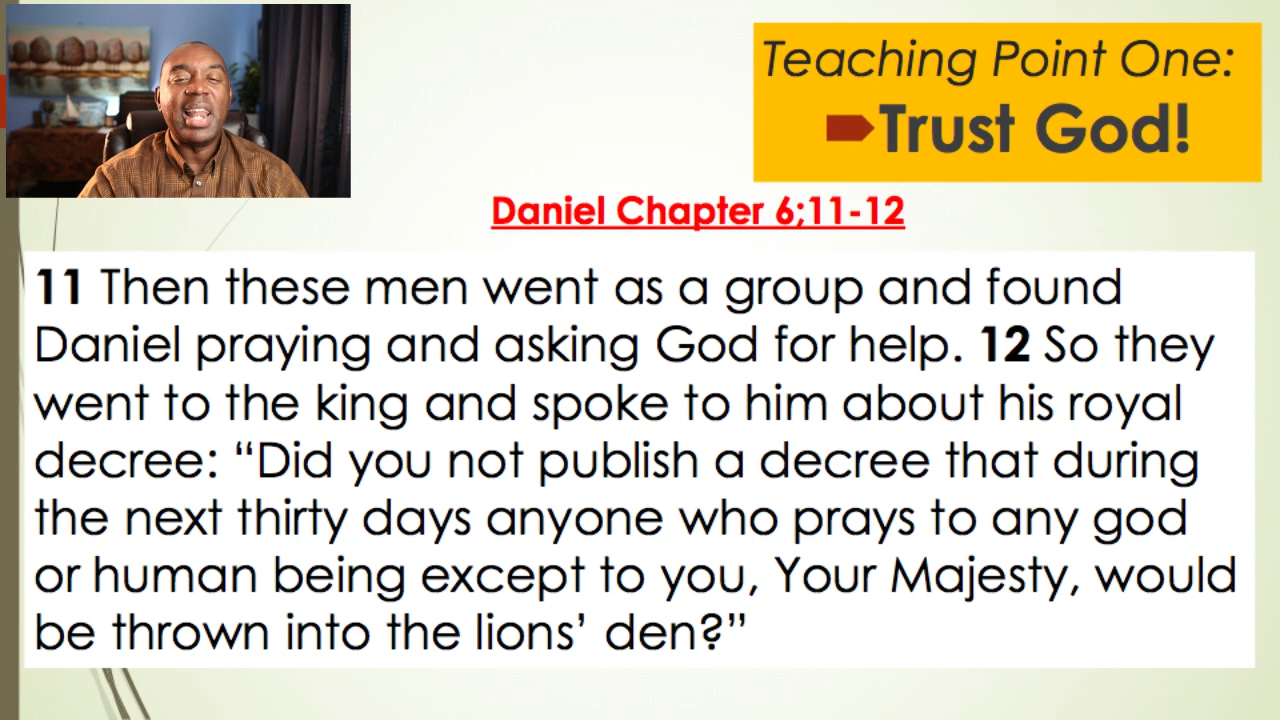 Teaching Point One:
Trust God!
Daniel Chapter 6;11-12
11 Then these men went as a group and found
Daniel praying and asking God for help. 12 So they
went to the king and spoke to him about his royal
decree: “Did you not publish a decree that during
the next thirty days anyone who prays to any god
or human being except to you, Your Majesty, would
be thrown into the lions’ den?”